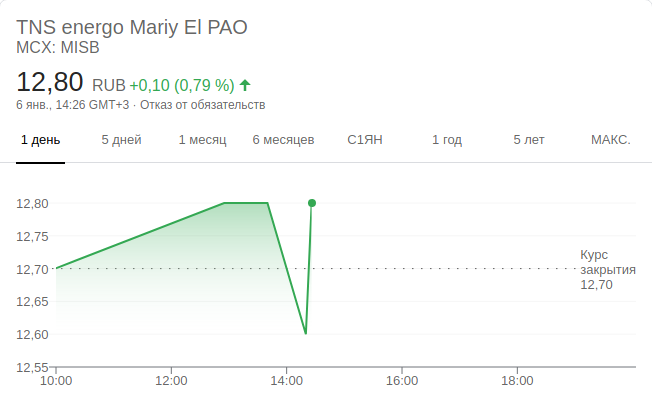 TNS energo Mariy El PAO
MCX: MISB
12,80 RUB +0,10 (0,79 %)
6 янв., 14:26 GMT+3 · Отказ от обязательств
1 день 5 дней 1 месяц 6 месяцев С1ЯН 1 год 5 лет МАКС.
12,80
12,75
12,70
12,65
12,60
12,55
Курс
закрытия
12,70
10:00 12:00 14:00 16:00 18:00